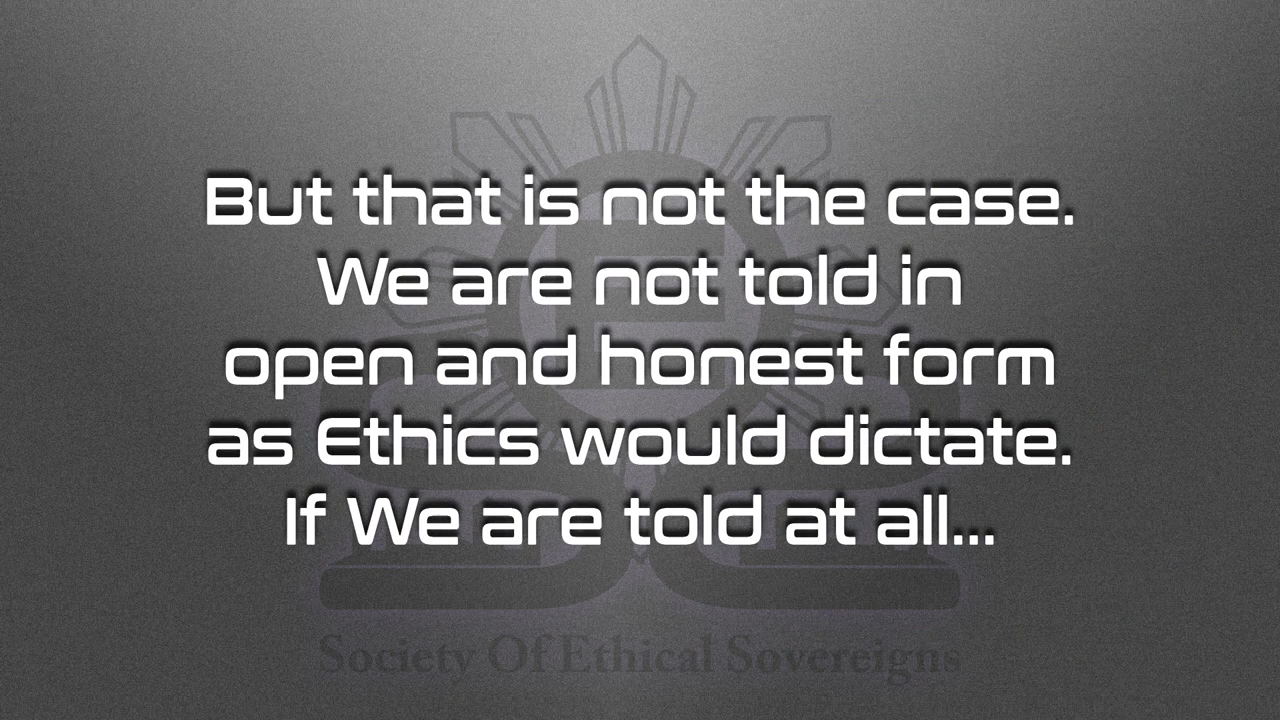 But that is not the case.
We are not told in
open and honest form
as Ethics would dictate.
If We are told at all...
Society Of Ethical Sovereigns